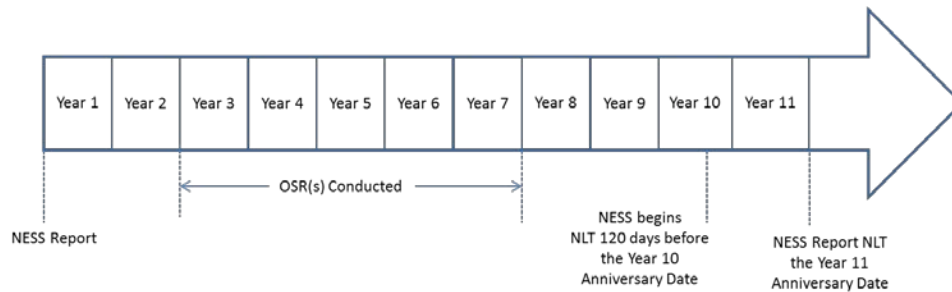 Year 1
Year 2
Year 3
Year 4
Year 5
Year 6
Year 7
Year 8
Year 9
Year 10
Year 11
OSR(s) Conducted
NESS Report
NESS begins
NLT 120 days before
the Year 10
Anniversary Date
NESS Report NLT
the Year 11
Anniversary Date